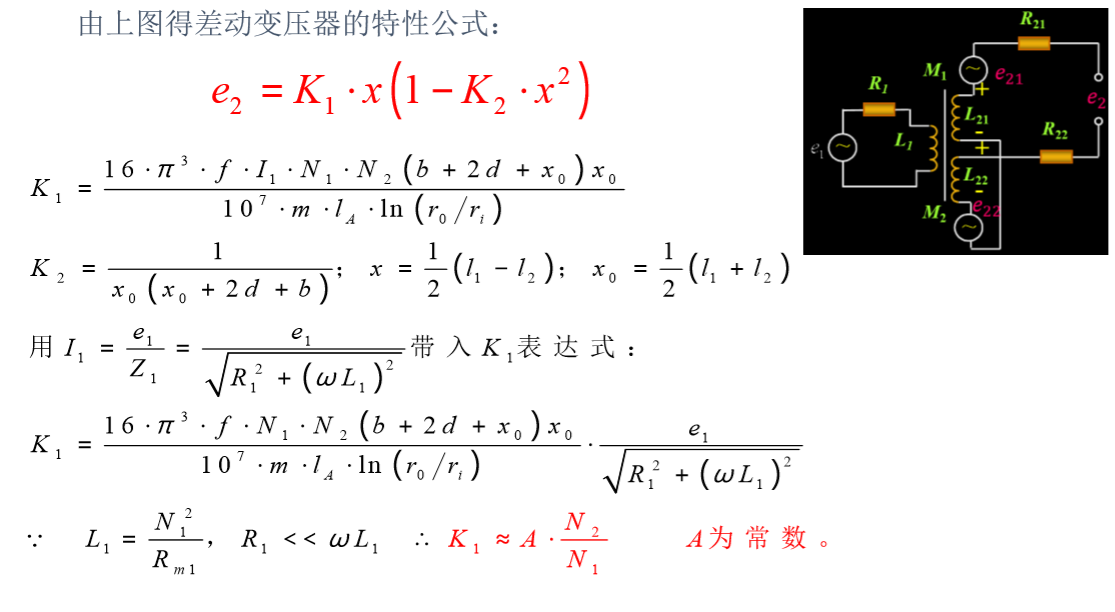 由上图得差动变压器的特性公式：
e₂ = K₁ · x(1 − K₂ · x²)
K₁ = 16 · π³ · f · I₁ · N₁ · N₂ (b + 2d + x₀) x₀ / 10⁷ · m · l_A · ln (r₀/rᵢ)
K₂ = 1 / x₀ (x₀ + 2d + b)； x = 1/2 (l₁ − l₂)； x₀ = 1/2 (l₁ + l₂)
用 I₁ = e₁ / Z₁ = e₁ / √(R₁² + (ωL₁)²) 带入 K₁ 表达式：
K₁ = 16 · π³ · f · N₁ · N₂ (b + 2d + x₀) x₀ / 10⁷ · m · l_A · ln (r₀/rᵢ) · e₁ / √(R₁² + (ωL₁)²)
∵ L₁ = N₁² / R_m1， R₁ << ωL₁ ∴ K₁ ≈ A · N₂ / N₁ A为常数。
R₂₁
M₁
~
e₂₁
+
R₁
e₂
L₂₁
e₁
~
L₁
-
+
R₂₂
L₂₂
-
M₂
e₂₂
~